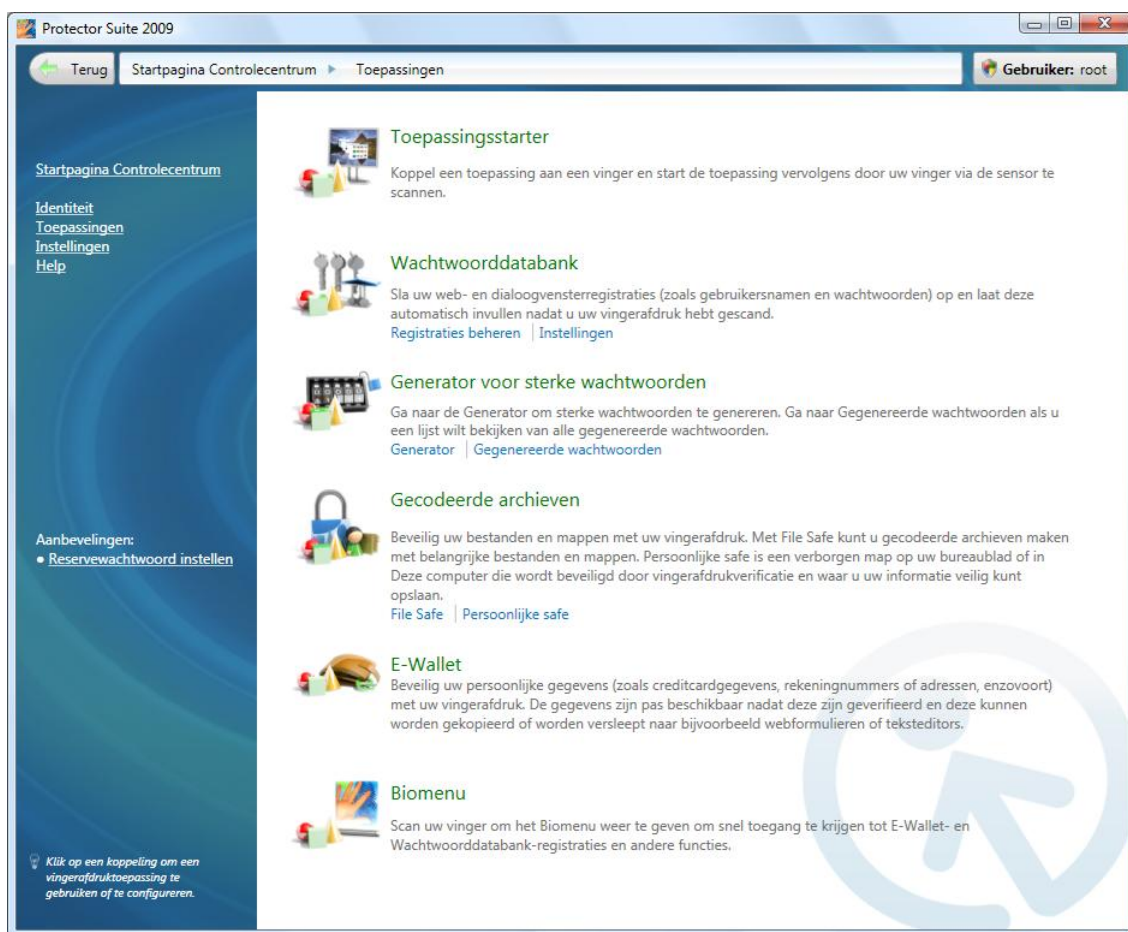 Protector Suite 2009
Terug
Startpagina Controlecentrum
Toepassingen
Gebruiker: root
Startpagina Controlecentrum
Identiteit
Toepassingen
Instellingen
Help
Aanbevelingen:
• Reservewachtwoord instellen
Klik op een koppeling om een
vingerafdruktoepassing te
gebruiken of te configureren.
Toepassingsstarter
Koppel een toepassing aan een vinger en start de toepassing vervolgens door uw vinger via de sensor te
scannen.
Wachtwoorddatabank
Sla uw web- en dialoogvensterregistraties (zoals gebruikersnamen en wachtwoorden) op en laat deze
automatisch invullen nadat u uw vingerafdruk hebt gescand.
Registraties beheren | Instellingen
Generator voor sterke wachtwoorden
Ga naar de Generator om sterke wachtwoorden te genereren. Ga naar Gegenereerde wachtwoorden als u
een lijst wilt bekijken van alle gegenereerde wachtwoorden.
Generator | Gegenereerde wachtwoorden
Gecodeerde archieven
Beveilig uw bestanden en mappen met uw vingerafdruk. Met File Safe kunt u gecodeerde archieven maken
met belangrijke bestanden en mappen. Persoonlijke safe is een verborgen map op uw bureaublad of in
Deze computer die wordt beveiligd door vingerafdrukverificatie en waar u uw informatie veilig kunt
opslaan.
File Safe | Persoonlijke safe
E-Wallet
Beveilig uw persoonlijke gegevens (zoals creditcardgegevens, rekeningnummers of adressen, enzovoort)
met uw vingerafdruk. De gegevens zijn pas beschikbaar nadat deze zijn geverifieerd en deze kunnen
worden gekopieerd of worden versleept naar bijvoorbeeld webformulieren of teksteditors.
Biomenu
Scan uw vinger om het Biomenu weer te geven om snel toegang te krijgen tot E-Wallet- en
Wachtwoorddatabank-registraties en andere functies.